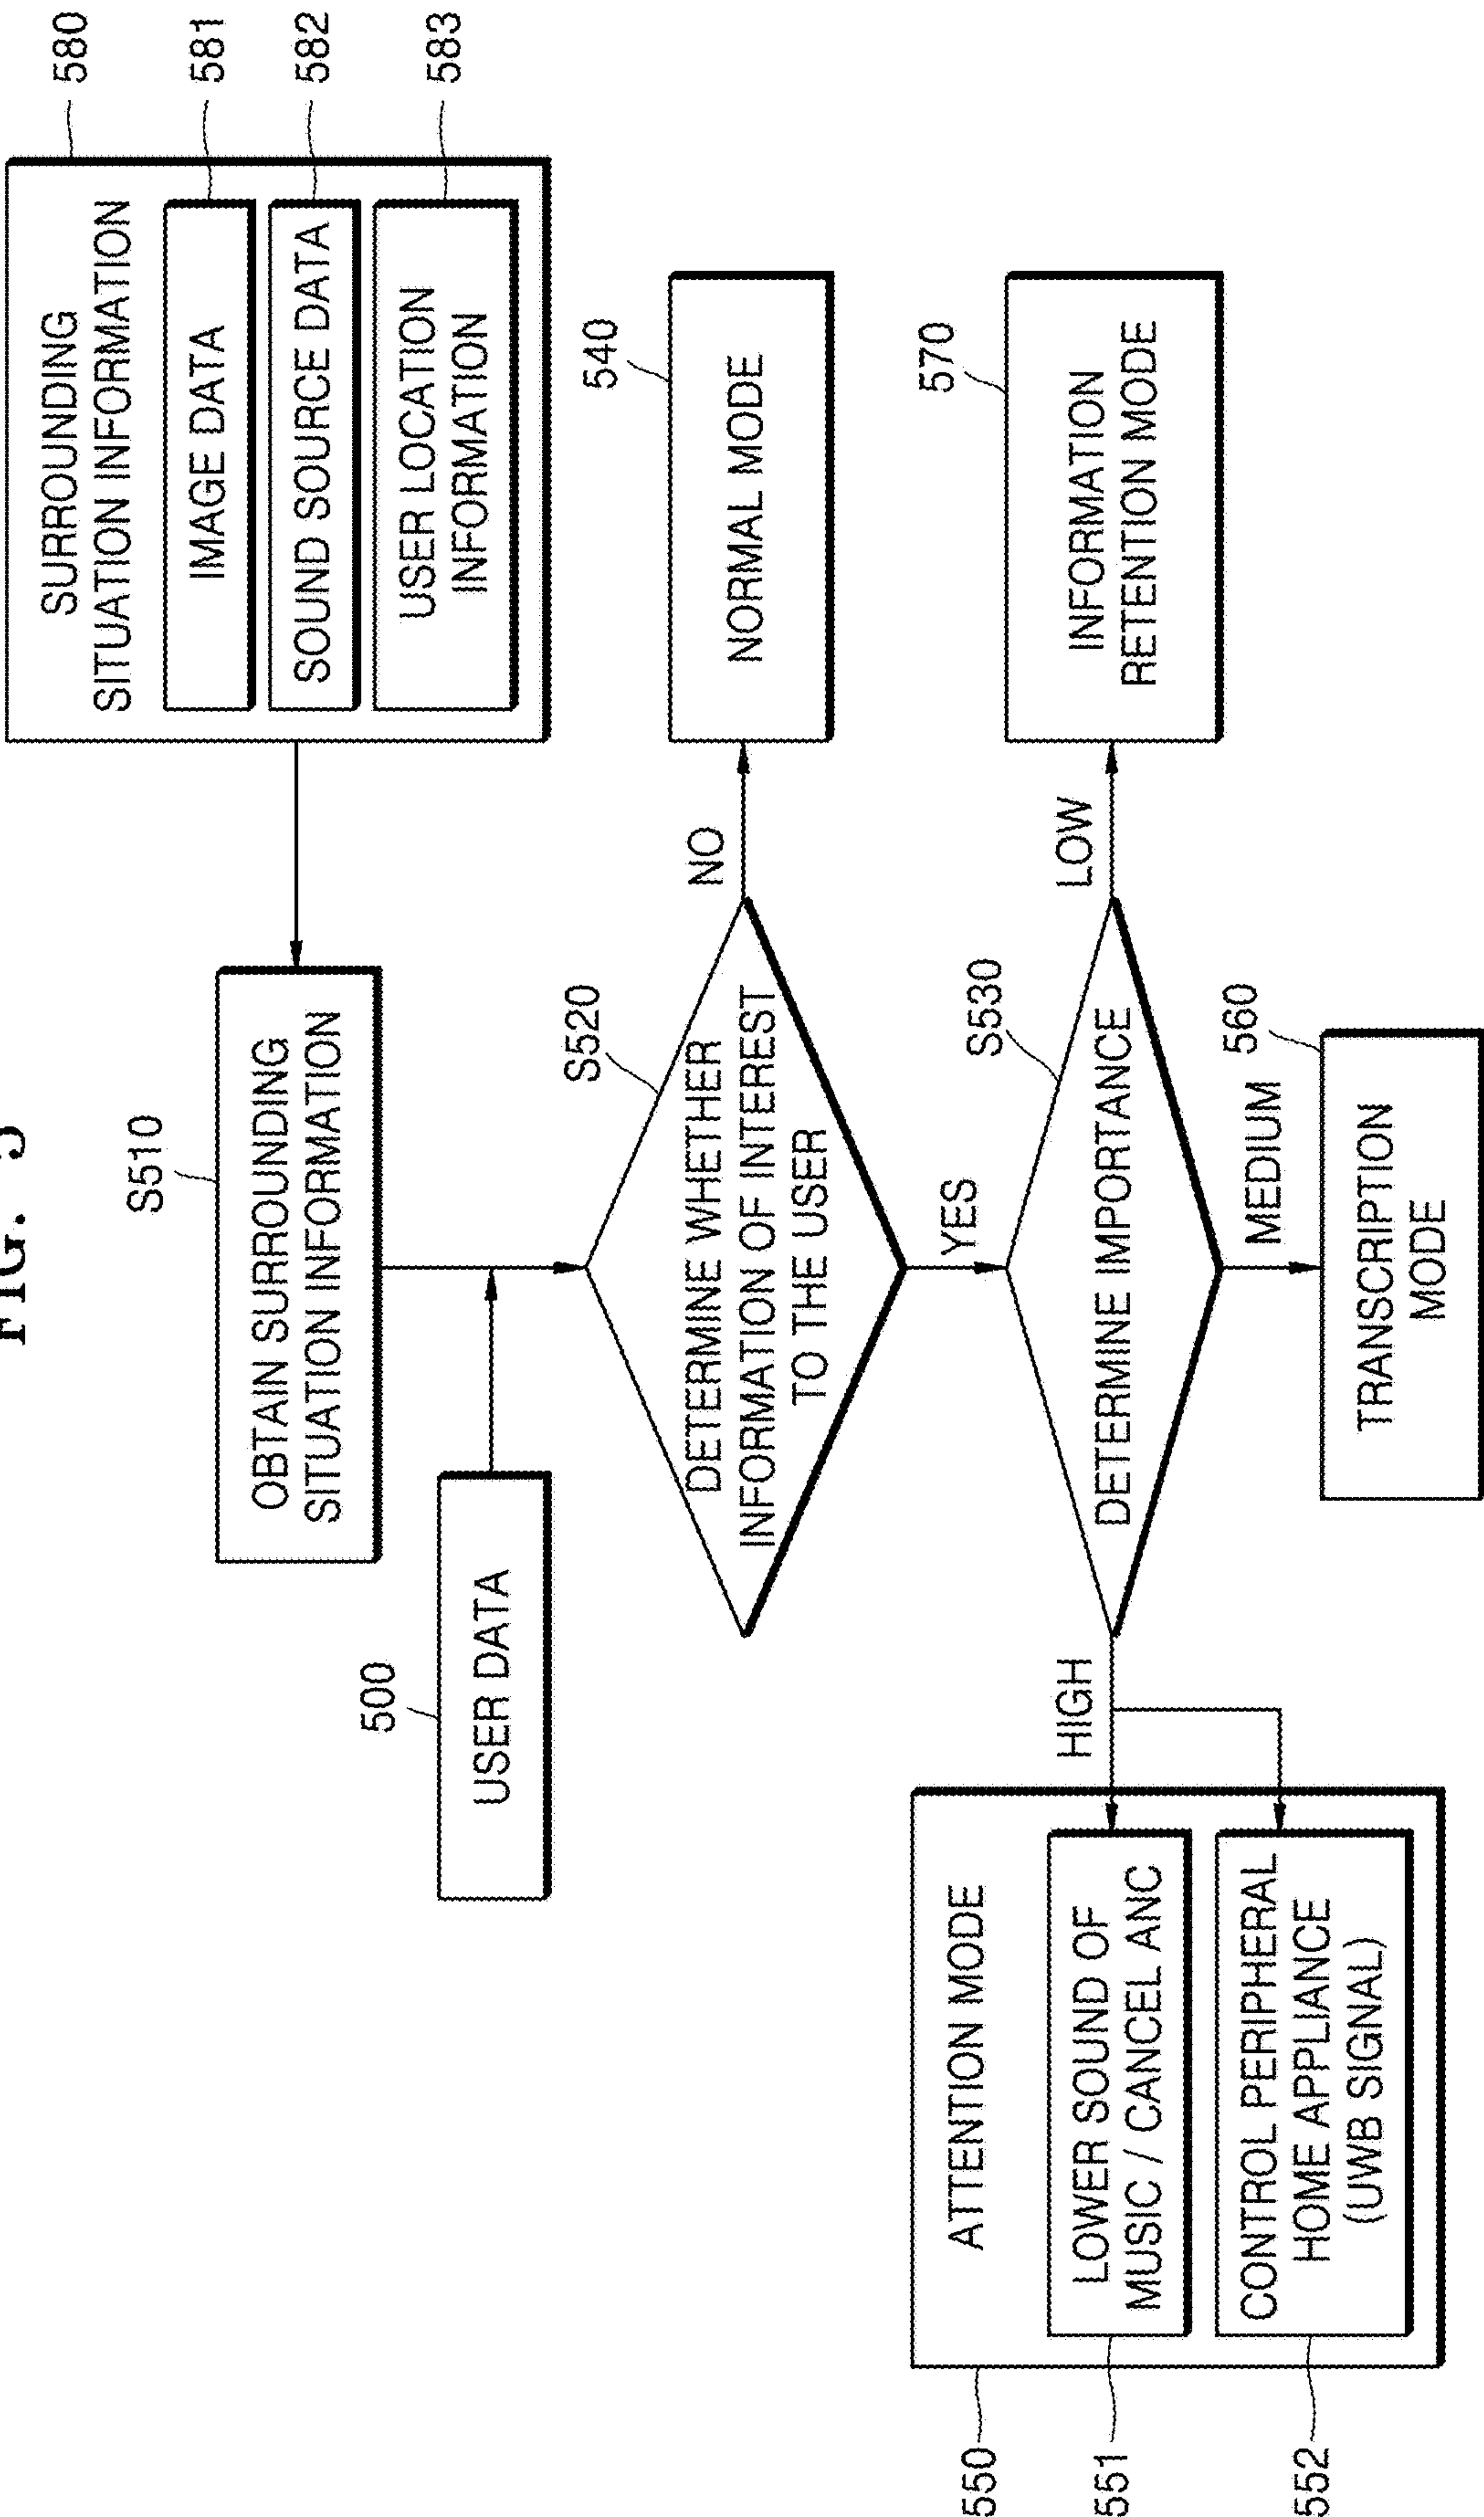 FIG. 5
S510
OBTAIN SURROUNDING
SITUATION INFORMATION
580
SURROUNDING
SITUATION INFORMATION
581
IMAGE DATA
582
SOUND SOURCE DATA
583
USER LOCATION
INFORMATION
500
USER DATA
S520
DETERMINE WHETHER
INFORMATION OF INTEREST
TO THE USER
NO
540
NORMAL MODE
YES
S530
DETERMINE IMPORTANCE
HIGH
550
ATTENTION MODE
551
LOWER SOUND OF
MUSIC / CANCEL ANC
552
CONTROL PERIPHERAL
HOME APPLIANCE
(UWB SIGNAL)
MEDIUM
560
TRANSCRIPTION
MODE
LOW
570
INFORMATION
RETENTION MODE